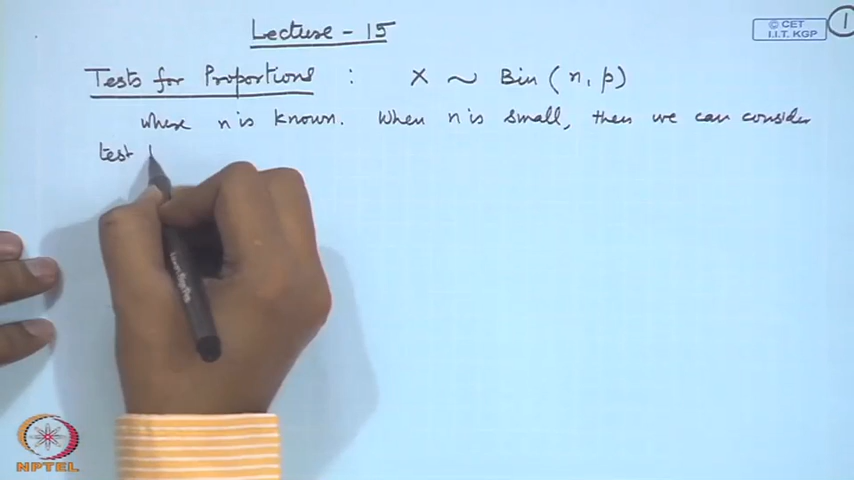 Lecture - 15
© CET
I.I.T. KGP
1
Tests for Proportions : X ~ Bin (n, p)
where n is known. When n is small, then we can consider
test
NPTEL